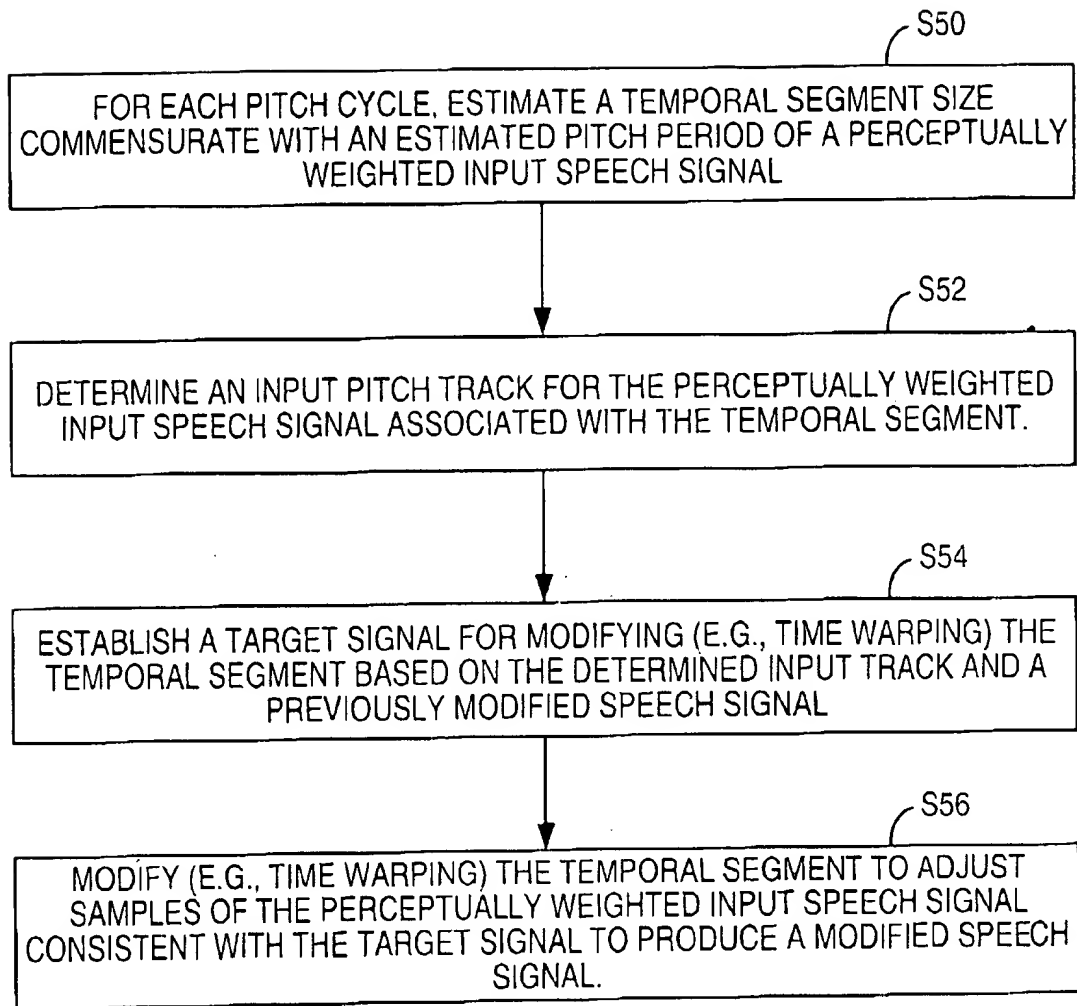 S50
FOR EACH PITCH CYCLE, ESTIMATE A TEMPORAL SEGMENT SIZE
COMMENSURATE WITH AN ESTIMATED PITCH PERIOD OF A PERCEPTUALLY
WEIGHTED INPUT SPEECH SIGNAL
S52
DETERMINE AN INPUT PITCH TRACK FOR THE PERCEPTUALLY WEIGHTED
INPUT SPEECH SIGNAL ASSOCIATED WITH THE TEMPORAL SEGMENT.
S54
ESTABLISH A TARGET SIGNAL FOR MODIFYING (E.G., TIME WARPING) THE
TEMPORAL SEGMENT BASED ON THE DETERMINED INPUT TRACK AND A
PREVIOUSLY MODIFIED SPEECH SIGNAL
S56
MODIFY (E.G., TIME WARPING) THE TEMPORAL SEGMENT TO ADJUST
SAMPLES OF THE PERCEPTUALLY WEIGHTED INPUT SPEECH SIGNAL
CONSISTENT WITH THE TARGET SIGNAL TO PRODUCE A MODIFIED SPEECH
SIGNAL.